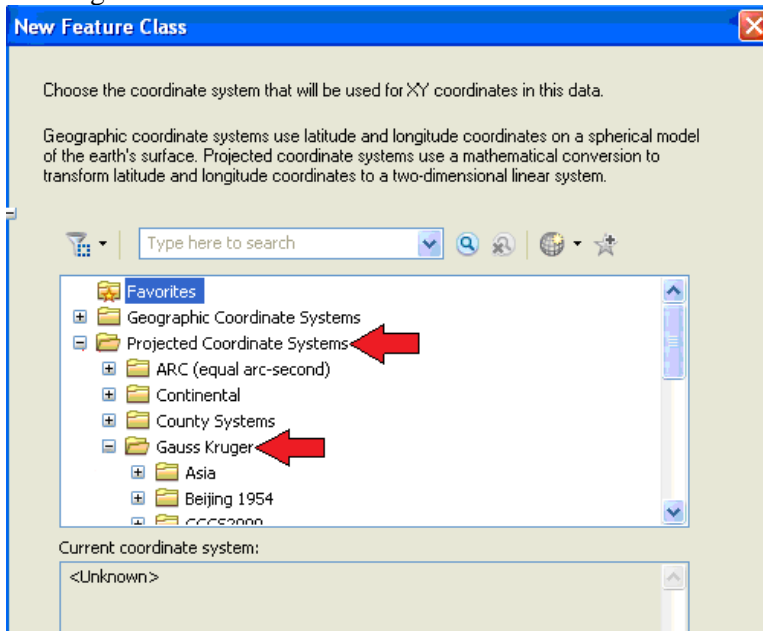 New Feature Class
Choose the coordinate system that will be used for XY coordinates in this data.
Geographic coordinate systems use latitude and longitude coordinates on a spherical model
of the earth's surface. Projected coordinate systems use a mathematical conversion to
transform latitude and longitude coordinates to a two-dimensional linear system.
Type here to search
Favorites
Geographic Coordinate Systems
Projected Coordinate Systems
ARC (equal arc-second)
Continental
County Systems
Gauss Kruger
Asia
Beijing 1954
Current coordinate system:
<Unknown>